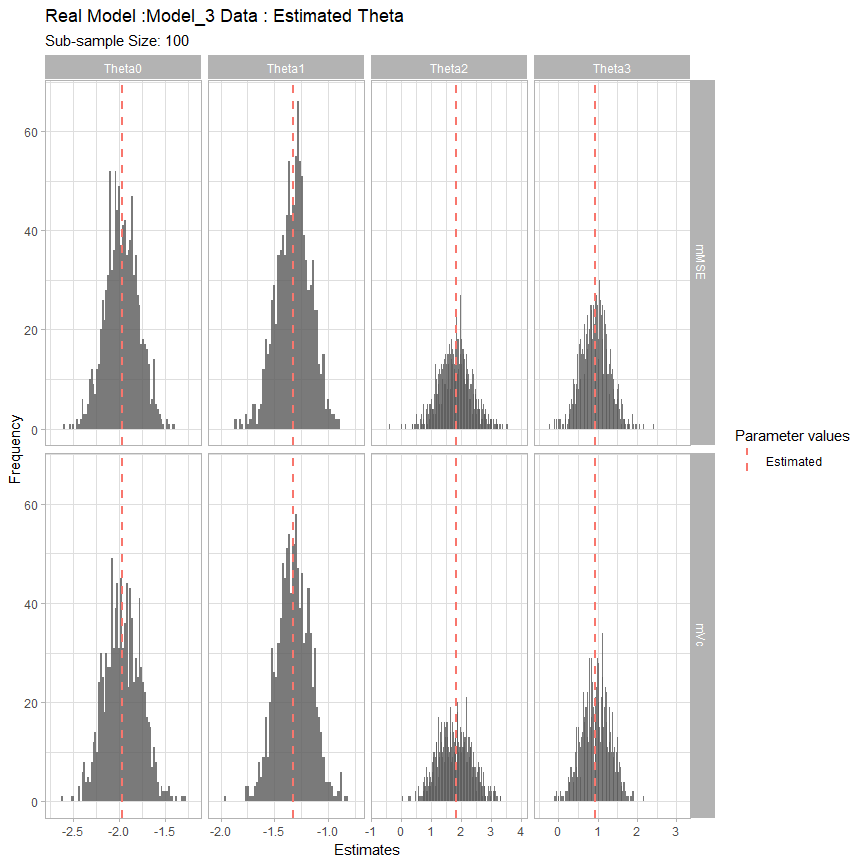 Real Model :Model_3 Data : Estimated Theta
Sub-sample Size: 100
Theta0 Theta1 Theta2 Theta3
60
40
20
0
mMSE
60
40
20
0
mVc
Frequency
-2.5 -2.0 -1.5 -2.0 -1.5 -1.0 -1 0 1 2 3 4 0 1 2 3
Estimates
Parameter values
Estimated